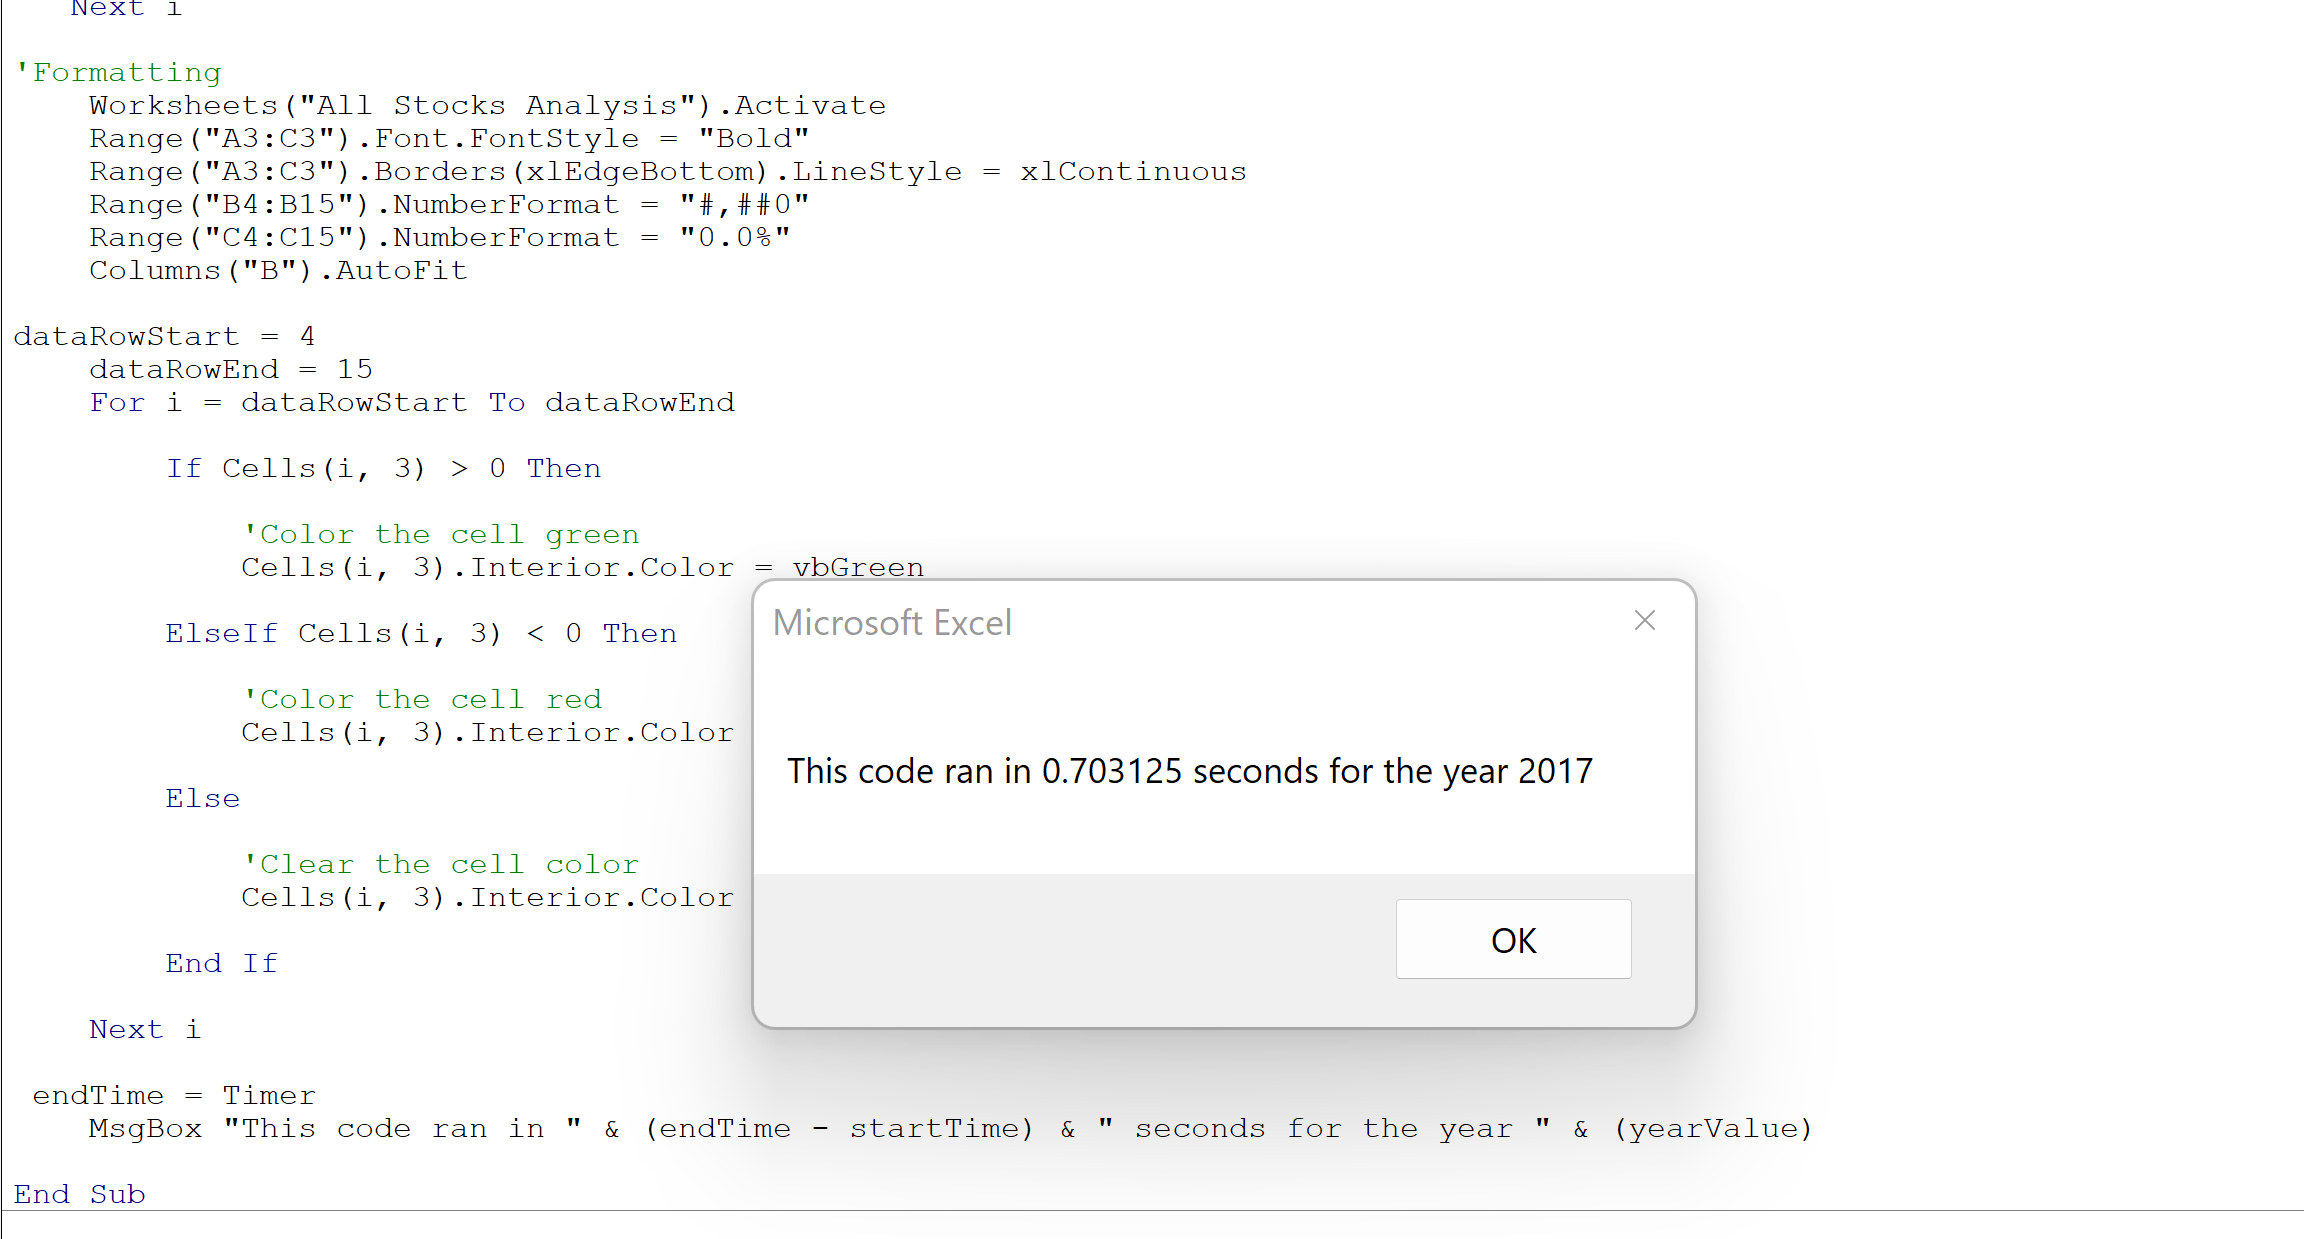 Next i
'Formatting
Worksheets("All Stocks Analysis").Activate
Range("A3:C3").Font.FontStyle = "Bold"
Range("A3:C3").Borders(xlEdgeBottom).LineStyle = xlContinuous
Range("B4:B15").NumberFormat = "#,##0"
Range("C4:C15").NumberFormat = "0.0%"
Columns("B").AutoFit
dataRowStart = 4
dataRowEnd = 15
For i = dataRowStart To dataRowEnd
If Cells(i, 3) > 0 Then
'Color the cell green
Cells(i, 3).Interior.Color = vbGreen
ElseIf Cells(i, 3) < 0 Then
'Color the cell red
Cells(i, 3).Interior.Color
Else
'Clear the cell color
Cells(i, 3).Interior.Color
End If
Next i
endTime = Timer
MsgBox "This code ran in " & (endTime - startTime) & " seconds for the year " & (yearValue)
End Sub
Microsoft Excel
This code ran in 0.703125 seconds for the year 2017
OK